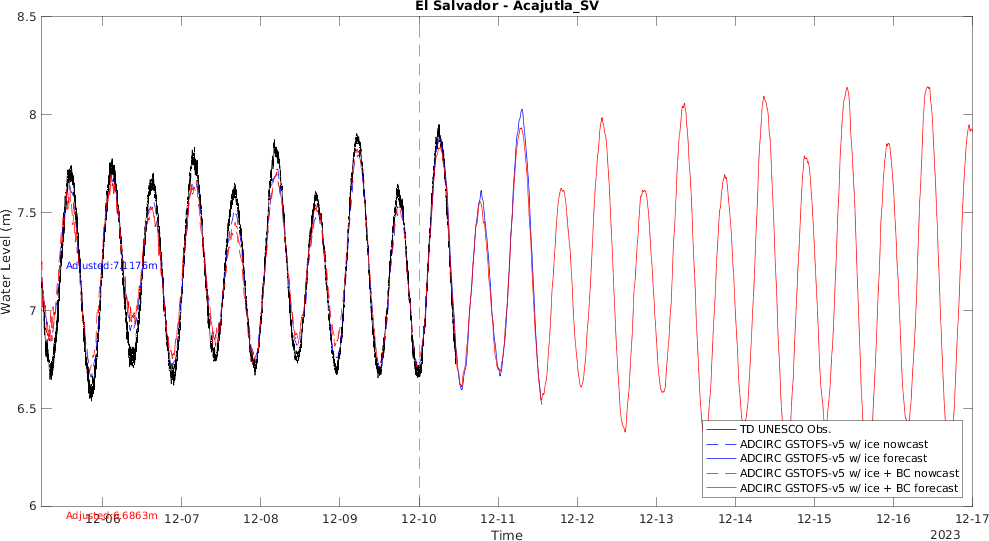 El Salvador - Acajutla_SV
8.5
8
7.5
7
6.5
6
Water Level (m)
Adjusted:7.1176m
Adjusted:6.6863m
12-06
12-07
12-08
12-09
12-10
12-11
12-12
12-13
12-14
12-15
12-16
12-17
Time
2023
TD UNESCO Obs.
ADCIRC GSTOFS-v5 w/ ice nowcast
ADCIRC GSTOFS-v5 w/ ice forecast
ADCIRC GSTOFS-v5 w/ ice + BC nowcast
ADCIRC GSTOFS-v5 w/ ice + BC forecast